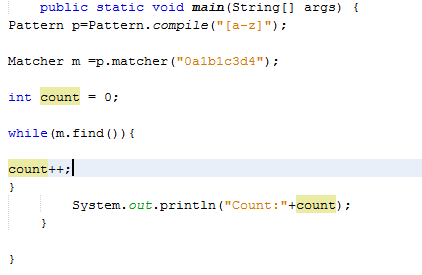 public static void main(String[] args) {
Pattern p=Pattern.compile("[a-z]");
Matcher m =p.matcher("0a1b1c3d4");
int count = 0;
while(m.find()){
count++;
}
System.out.println("Count:"+count);
}
}